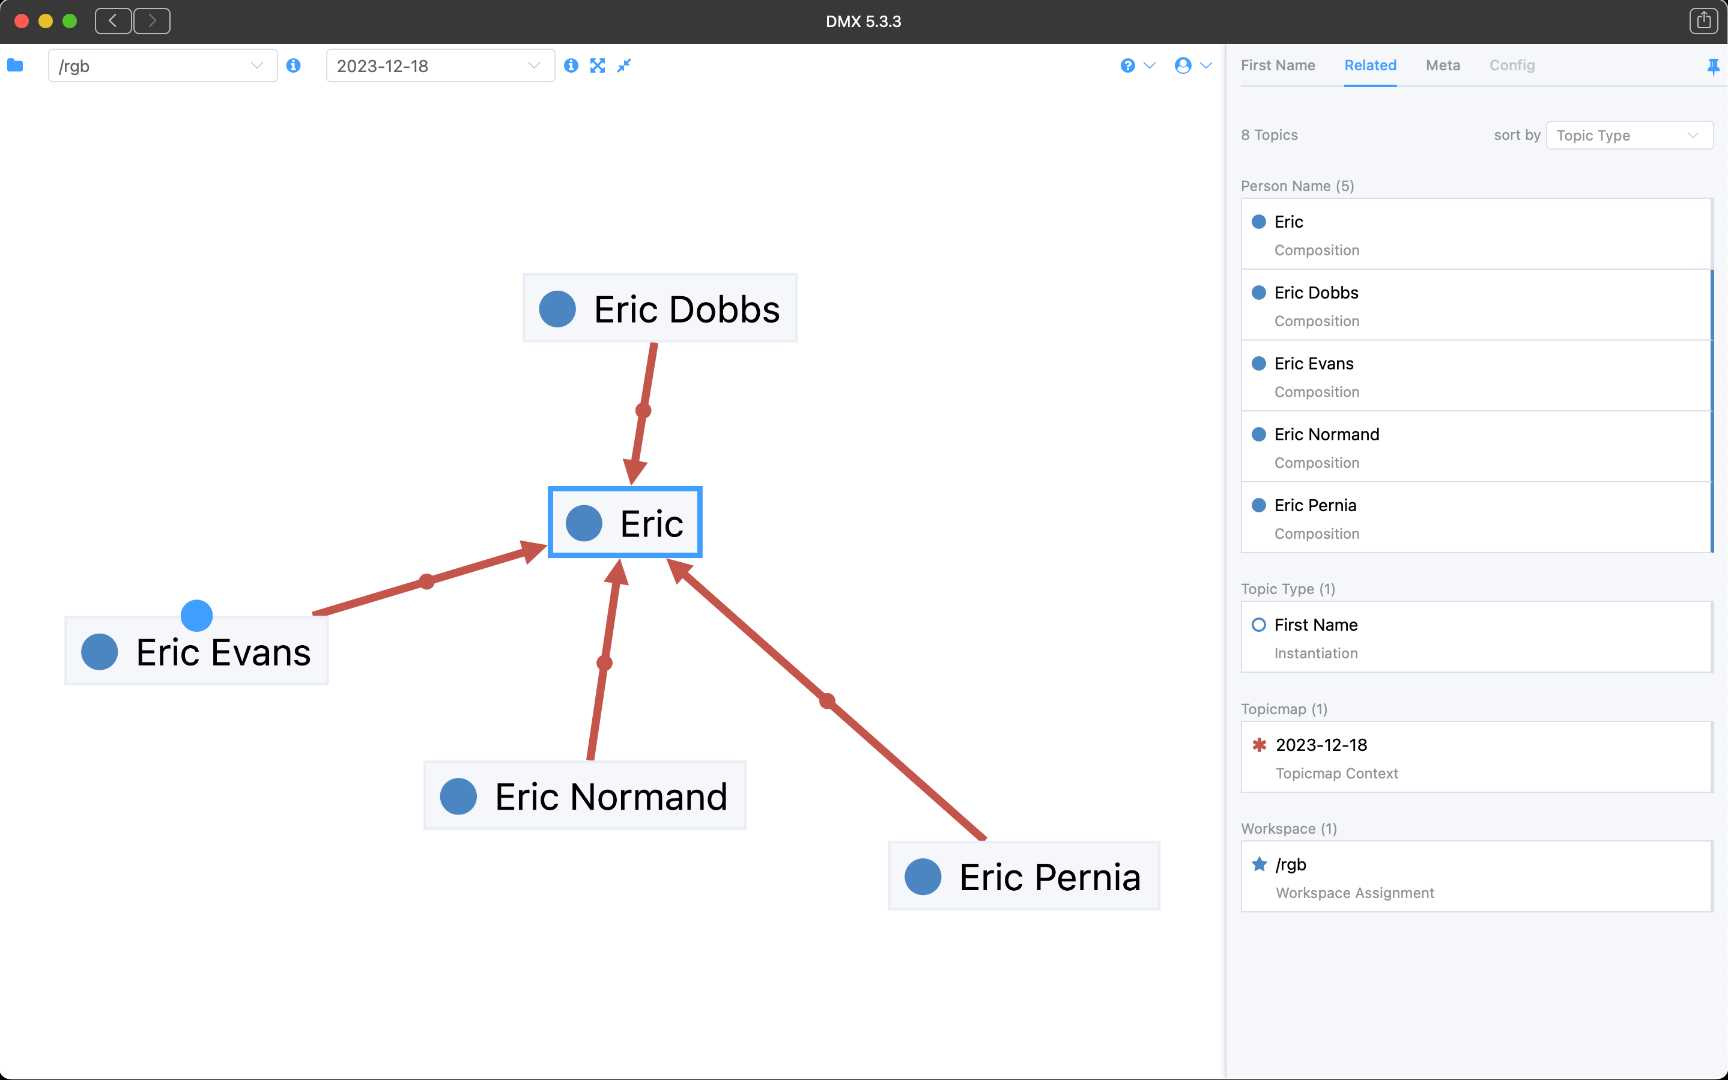 DMX 5.3.3
/rgb
2023-12-18
First Name
Related
Meta
Config
8 Topics
sort by
Topic Type
Person Name (5)
Eric
Composition
Eric Dobbs
Composition
Eric Evans
Composition
Eric Normand
Composition
Eric Pernia
Composition
Topic Type (1)
First Name
Instantiation
Topicmap (1)
2023-12-18
Topicmap Context
Workspace (1)
/rgb
Workspace Assignment
Eric Dobbs
Eric
Eric Evans
Eric Normand
Eric Pernia